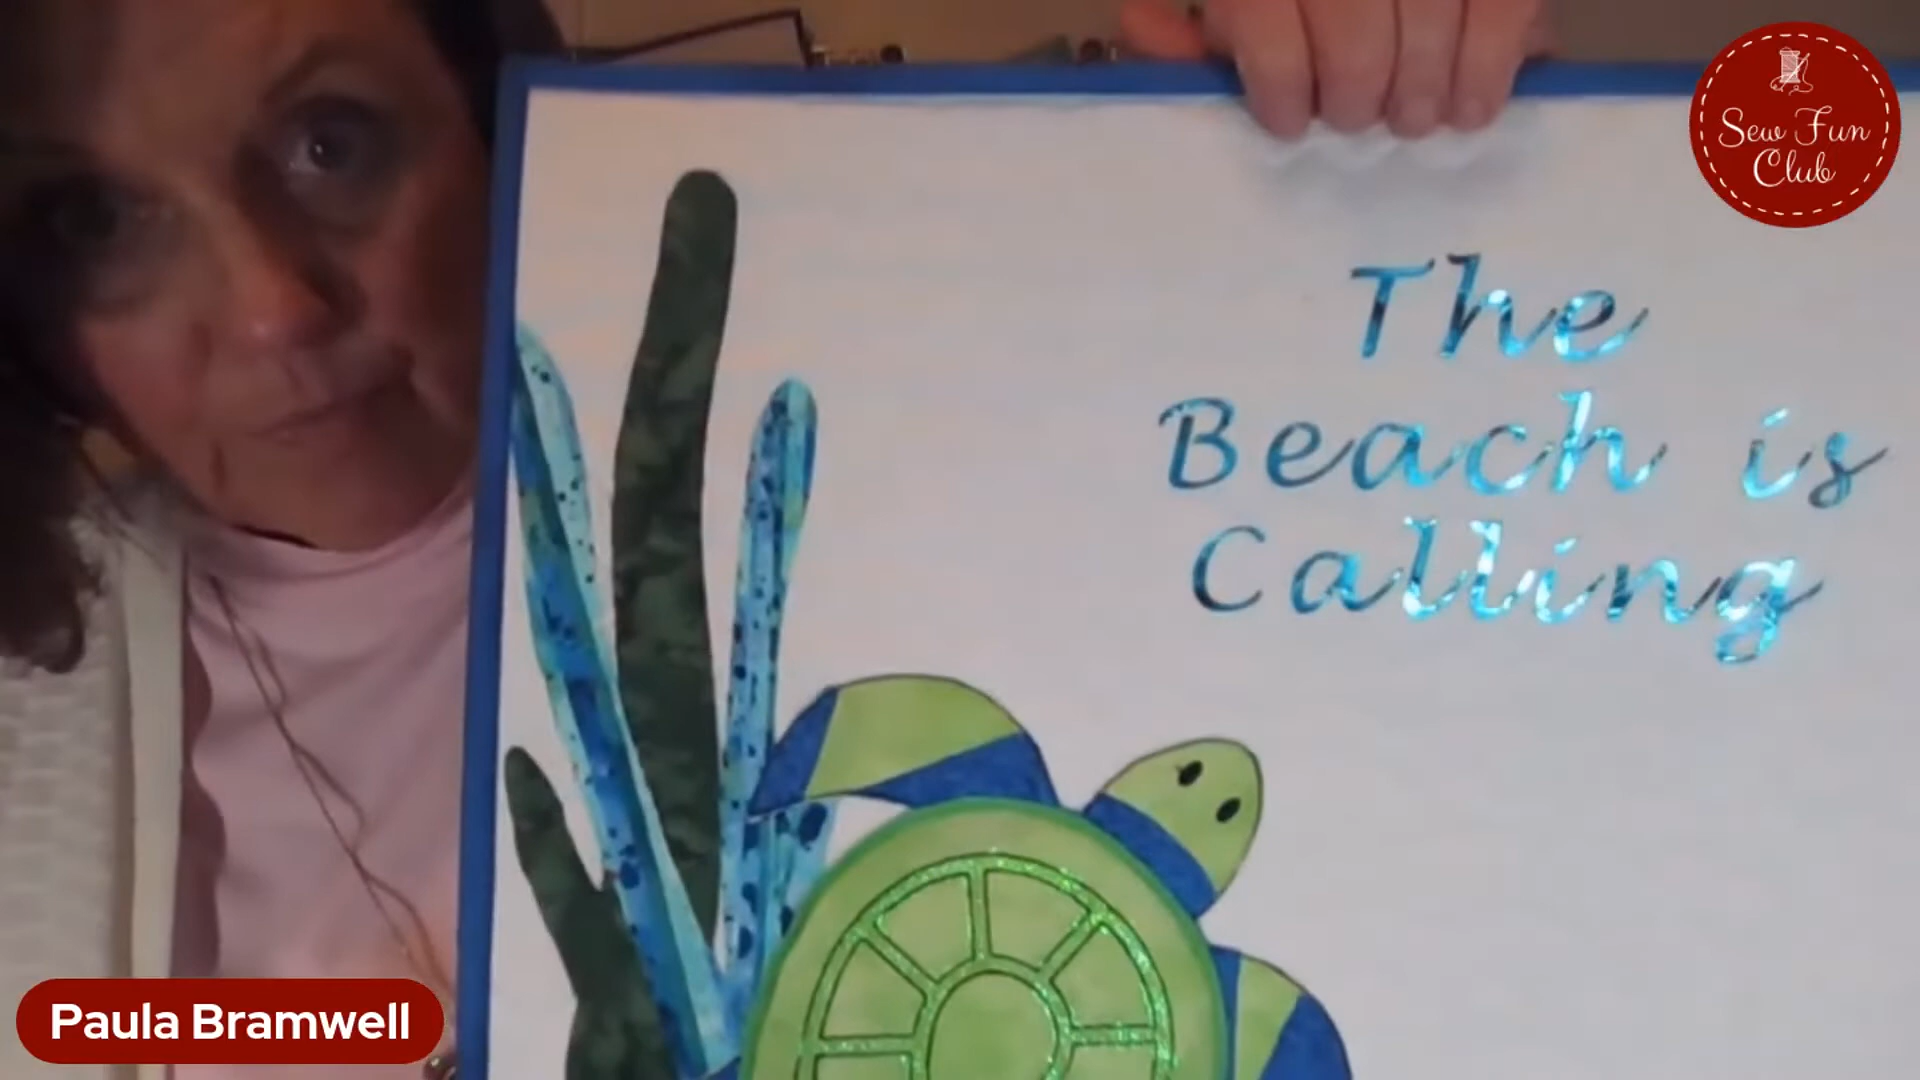 Sew Fun
Club
The
Beach is
Calling
Paula Bramwell